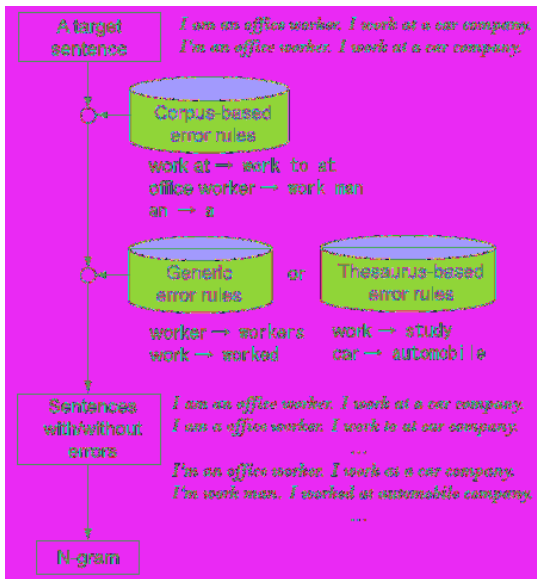 A target
sentence
I am an office worker. I work at a car company.
I'm an office worker. I work at a car company.
Corpus-based
error rules
work at → work to at
office worker → work man
an → a
Generic
error rules
or
Thesaurus-based
error rules
worker → workers
work → worked
work → study
car → automobile
Sentences
with/without
errors
I am an office worker. I work at a car company.
I am a office worker. I work is at car company.
...
I'm an office worker. I work at a car company.
I'm work man. I worked at automobile company.
...
N-gram